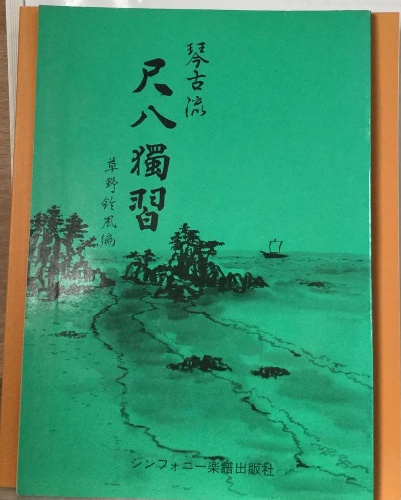 琴古流
尺八獨習
草野鈴風編
シンフォニー楽譜出版社